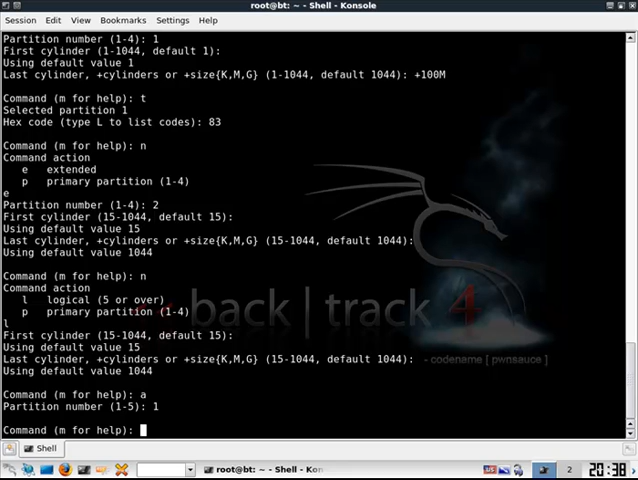 root@bt: ~ - Shell - Konsole
Session Edit View Bookmarks Settings Help
Partition number (1-4): 1
First cylinder (1-1044, default 1):
Using default value 1
Last cylinder, +cylinders or +size{K,M,G} (1-1044, default 1044): +100M
Command (m for help): t
Selected partition 1
Hex code (type L to list codes): 83
Command (m for help): n
Command action
e extended
p primary partition (1-4)
e
Partition number (1-4): 2
First cylinder (15-1044, default 15):
Using default value 15
Last cylinder, +cylinders or +size{K,M,G} (15-1044, default 1044):
Using default value 1044
Command (m for help): n
Command action
l logical (5 or over)
p primary partition (1-4)
l
First cylinder (15-1044, default 15):
Using default value 15
Last cylinder, +cylinders or +size{K,M,G} (15-1044, default 1044):
Using default value 1044
Command (m for help): a
Partition number (1-5): 1
Command (m for help):
<< back | track 4
- codename [ pwnsauce ]
Shell
root@bt: ~ - Shell - Kon
US
2
20:38